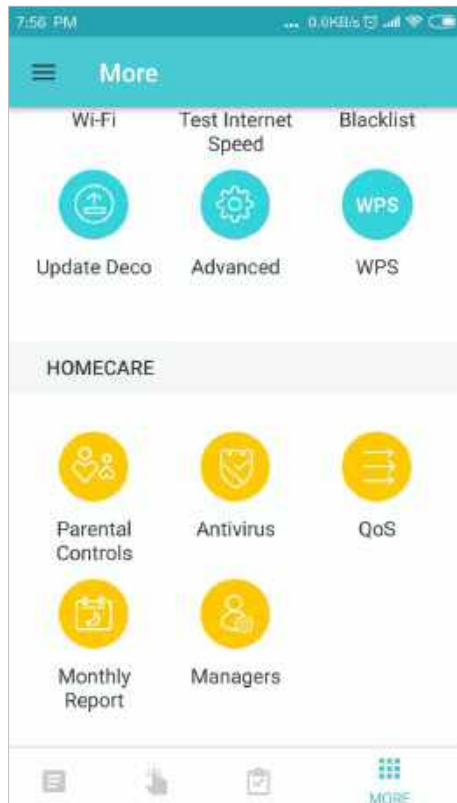 7:56 PM ... 0.0KB/s
More
Wi-Fi Test Internet Blacklist
Speed
WPS
Update Deco Advanced WPS
HOMECARE
Parental Antivirus QoS
Controls
Monthly Managers
Report
MORE